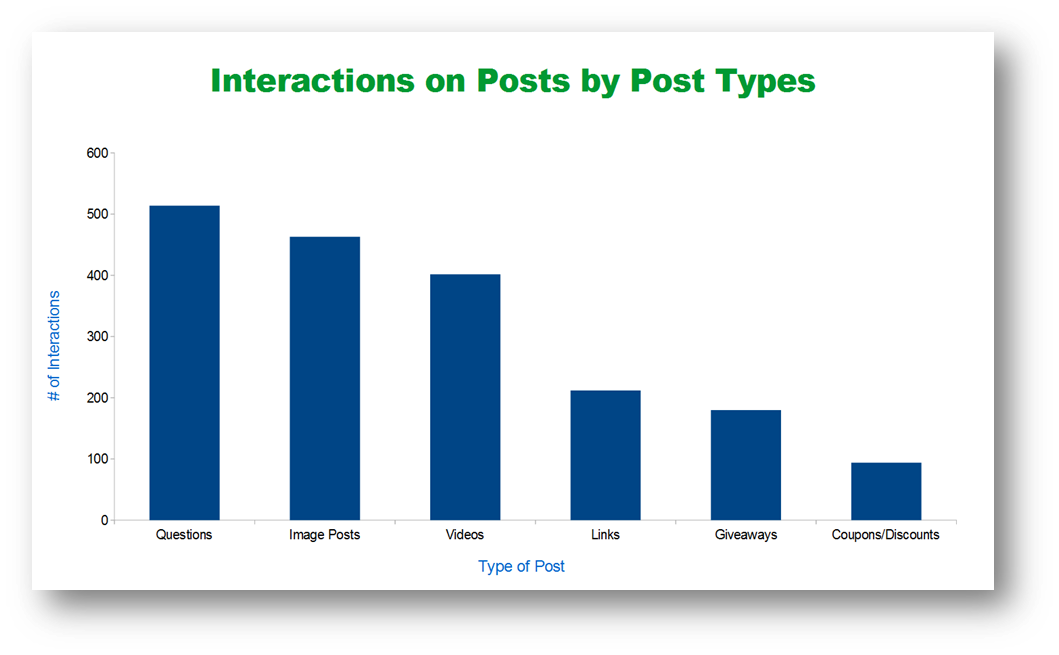 Interactions on Posts by Post Types
600
500
400
300
200
100
0
# of Interactions
Questions Image Posts Videos Links Giveaways Coupons/Discounts
Type of Post